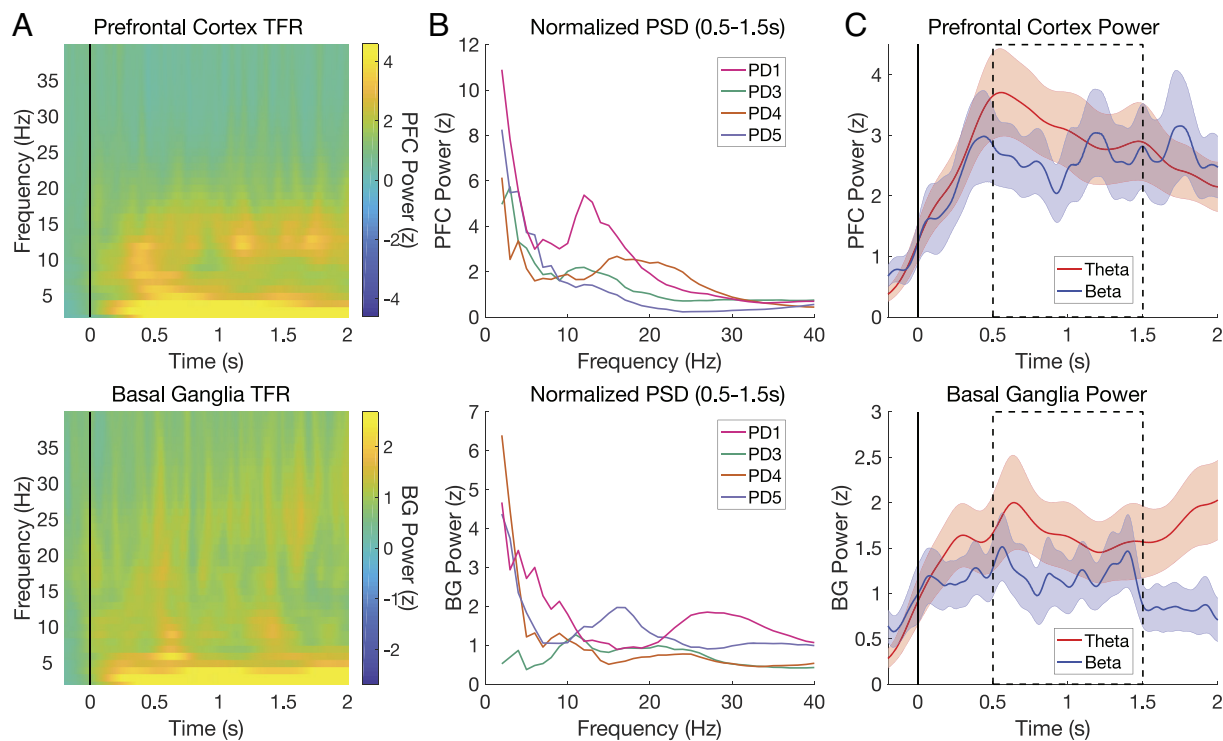 A
Prefrontal Cortex TFR
Frequency (Hz)
35
30
25
20
15
10
5
0
0.5
1
1.5
2
Time (s)
4
2
0
-2
-4
PFC Power (z)
B
Normalized PSD (0.5-1.5s)
PFC Power (z)
12
10
8
6
4
2
0
0
10
20
30
40
Frequency (Hz)
PD1
PD3
PD4
PD5
C
Prefrontal Cortex Power
PFC Power (z)
4
3
2
1
0
0
0.5
1
1.5
2
Time (s)
Theta
Beta
Basal Ganglia TFR
Frequency (Hz)
35
30
25
20
15
10
5
0
0.5
1
1.5
2
Time (s)
2
1
0
-1
-2
BG Power (z)
Normalized PSD (0.5-1.5s)
BG Power (z)
7
6
5
4
3
2
1
0
0
10
20
30
40
Frequency (Hz)
PD1
PD3
PD4
PD5
Basal Ganglia Power
BG Power (z)
3
2.5
2
1.5
1
0.5
0
0
0.5
1
1.5
2
Time (s)
Theta
Beta